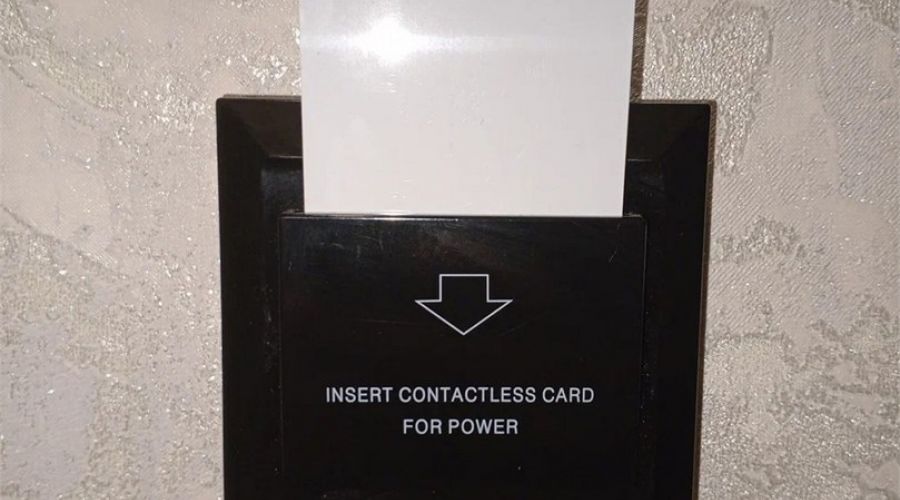 INSERT CONTACTLESS CARD
FOR POWER